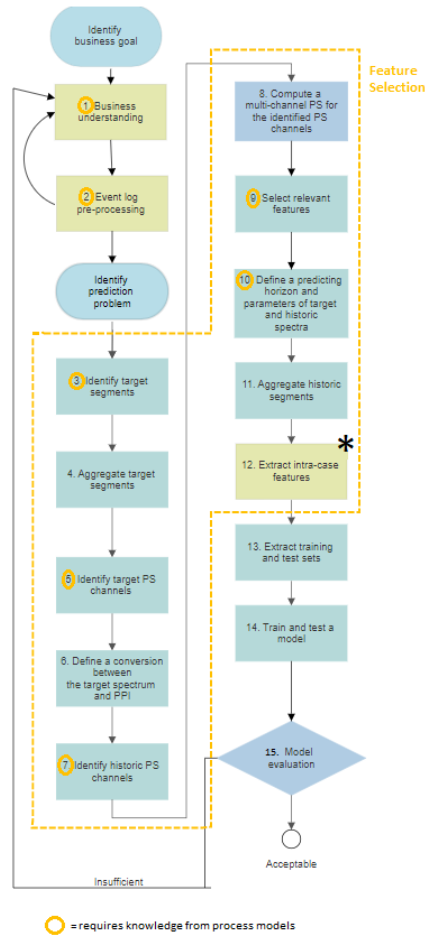 Identify
business goal
1. Business
understanding
2. Event log
pre-processing
Identify
prediction
problem
3. Identify target
segments
4. Aggregate target
segments
5. Identify target PS
channels
6. Define a conversion
between
the target spectrum
and PPI
7. Identify historic PS
channels
Feature
Selection
8. Compute a
multi-channel PS for
the identified PS
channels
9. Select relevant
features
10. Define a predicting
horizon and
parameters of target
and historic
spectra
11. Aggregate historic
segments
*
12. Extract intra-case
features
13. Extract training
and test sets
14. Train and test a
model
15. Model
evaluation
Acceptable
Insufficient
= requires knowledge from process models